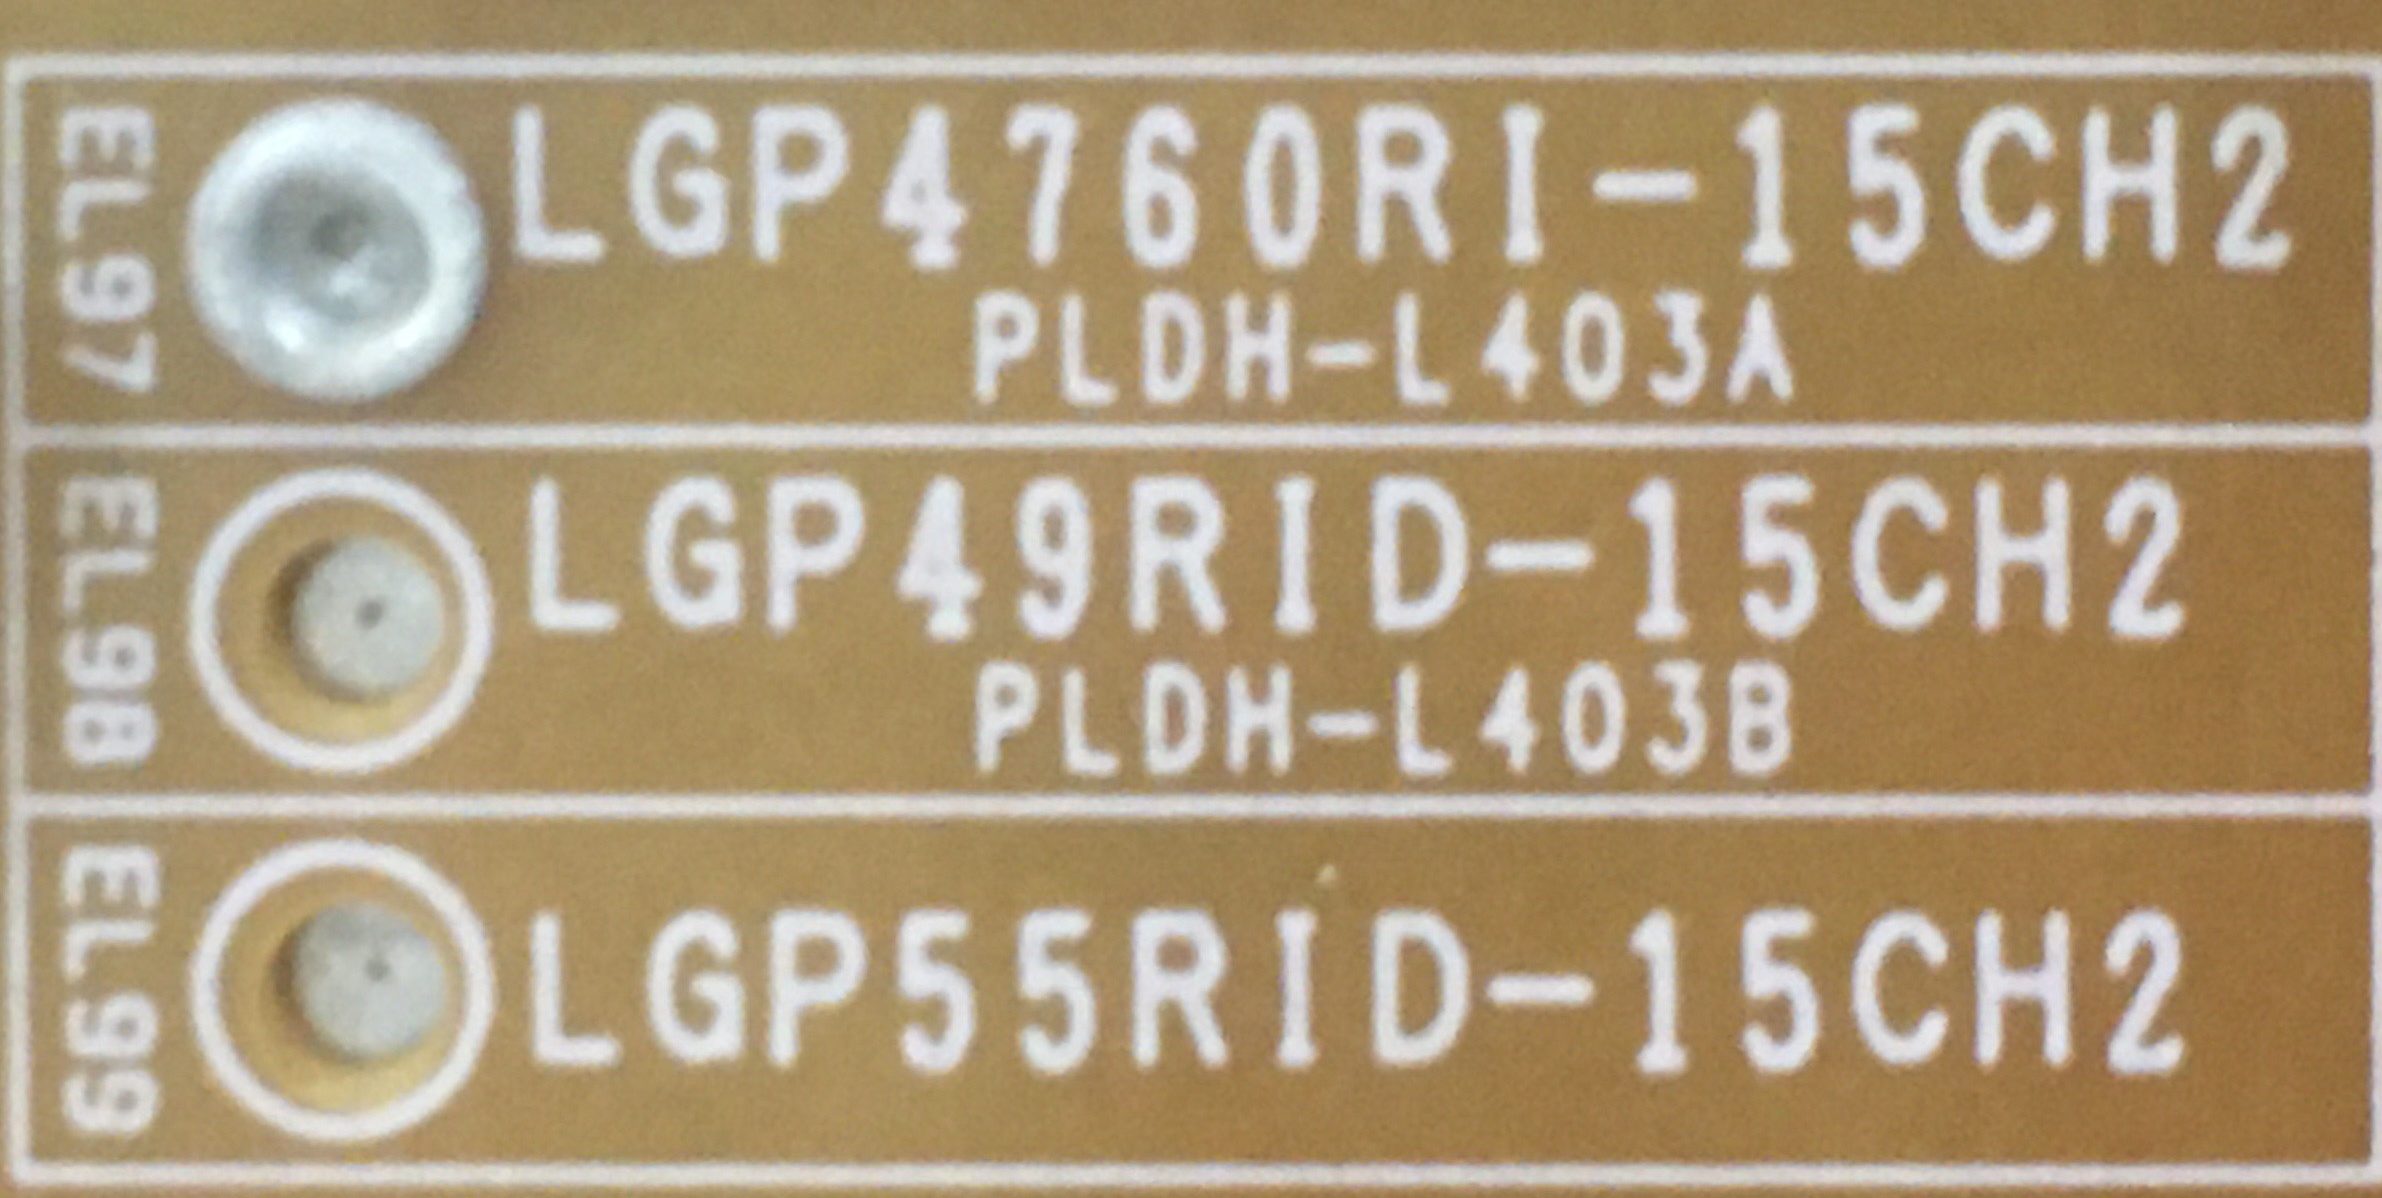 EL97
LGP4760RI-15CH2
PLDH-L403A
EL98
LGP49RID-15CH2
PLDH-L403B
EL99
LGP55RID-15CH2